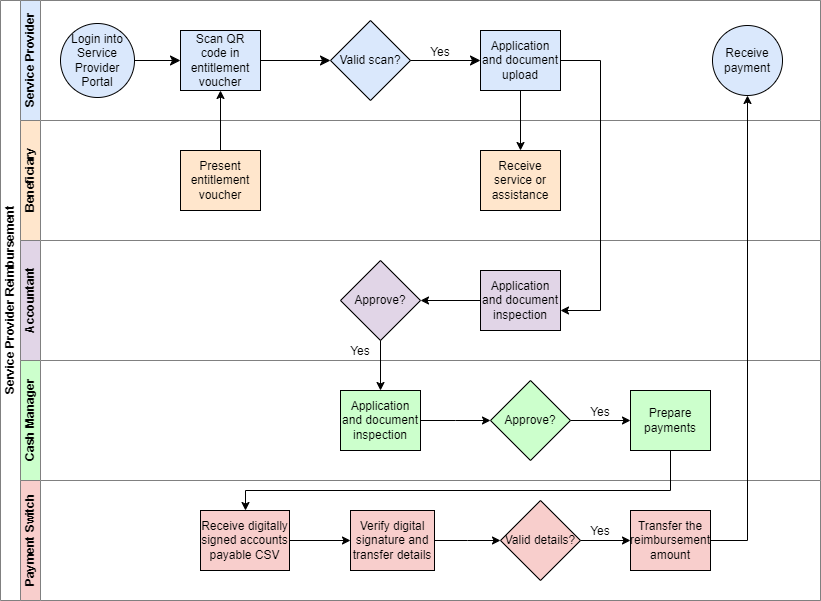 Service Provider Reimbursement
Service Provider
Login into
Service
Provider
Portal
Scan QR
code in
entitlement
voucher
Valid scan?
Yes
Application
and document
upload
Receive
payment
Beneficiary
Present
entitlement
voucher
Receive
service or
assistance
Accountant
Approve?
Application
and document
inspection
Yes
Cash Manager
Application
and document
inspection
Approve?
Yes
Prepare
payments
Payment Switch
Receive digitally
signed accounts
payable CSV
Verify digital
signature and
transfer details
Valid details?
Yes
Transfer the
reimbursement
amount